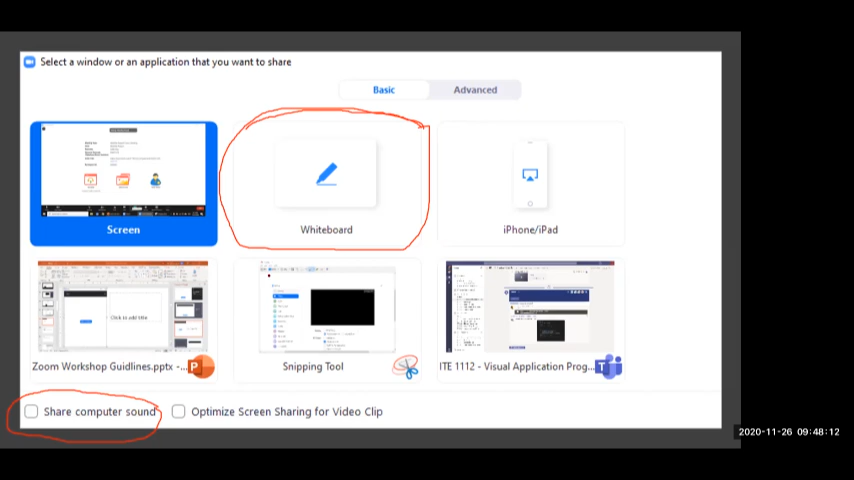 Select a window or an application that you want to share
Basic
Advanced
Screen
Whiteboard
iPhone/iPad
Click to add title
Zoom Workshop Guidlines.pptx -...
P
Snipping Tool
ITE 1112 - Visual Application Prog...
T
Share computer sound
Optimize Screen Sharing for Video Clip
2020-11-26 09:48:12